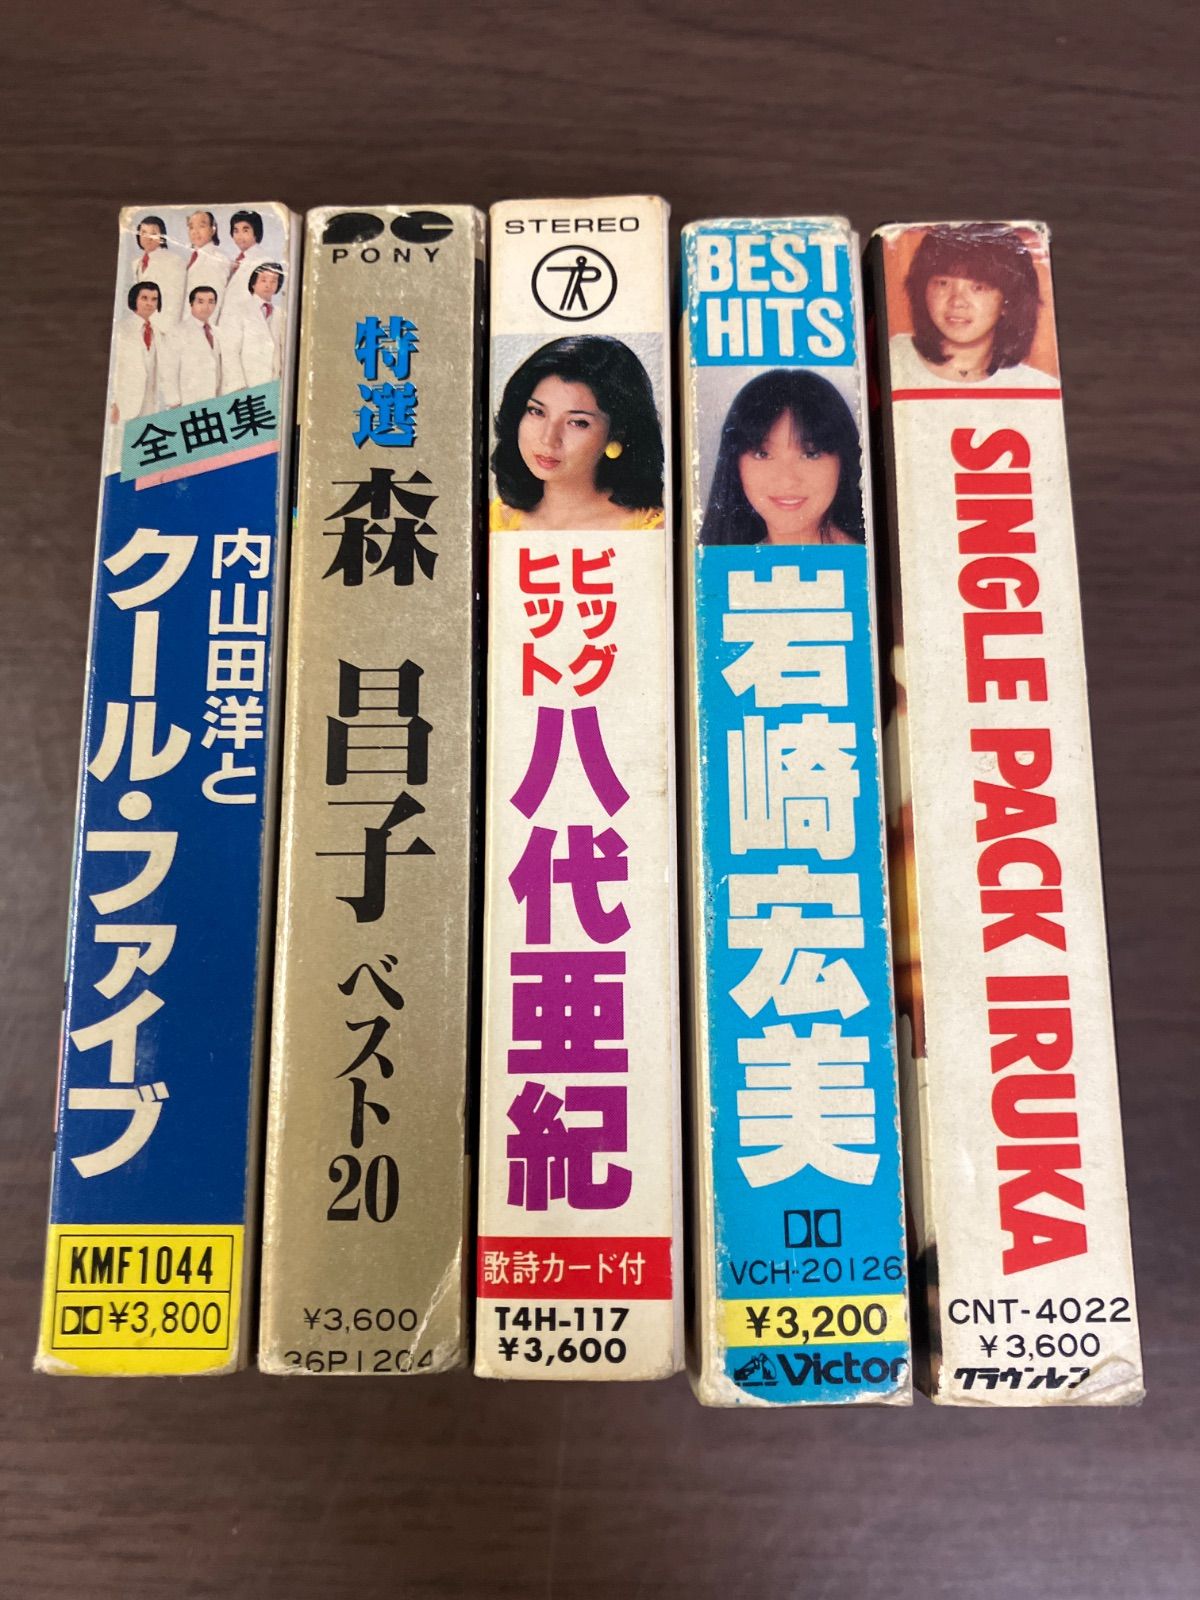 全曲集
内山田洋と
クール・ファイブ
KMF1044
¥3,800
PONY
特選
森昌子
ベスト20
¥3,600
36P1204
STEREO
TR
ビッグ
ヒット
八代亜紀
歌詩カード付
T4H-117
¥3,600
BEST
HITS
岩崎宏美
VCH-20126
¥3,200
Victor
SINGLE PACK IRUKA
CNT-4022
¥3,600
クラウンレコ